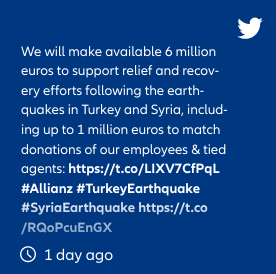 We will make available 6 million
euros to support relief and recov-
ery efforts following the earth-
quakes in Turkey and Syria, includ-
ing up to 1 million euros to match
donations of our employees & tied
agents: https://t.co/LIXV7CfPqL
#Allianz #TurkeyEarthquake
#SyriaEarthquake https://t.co
/RQoPcuEnGX
1 day ago